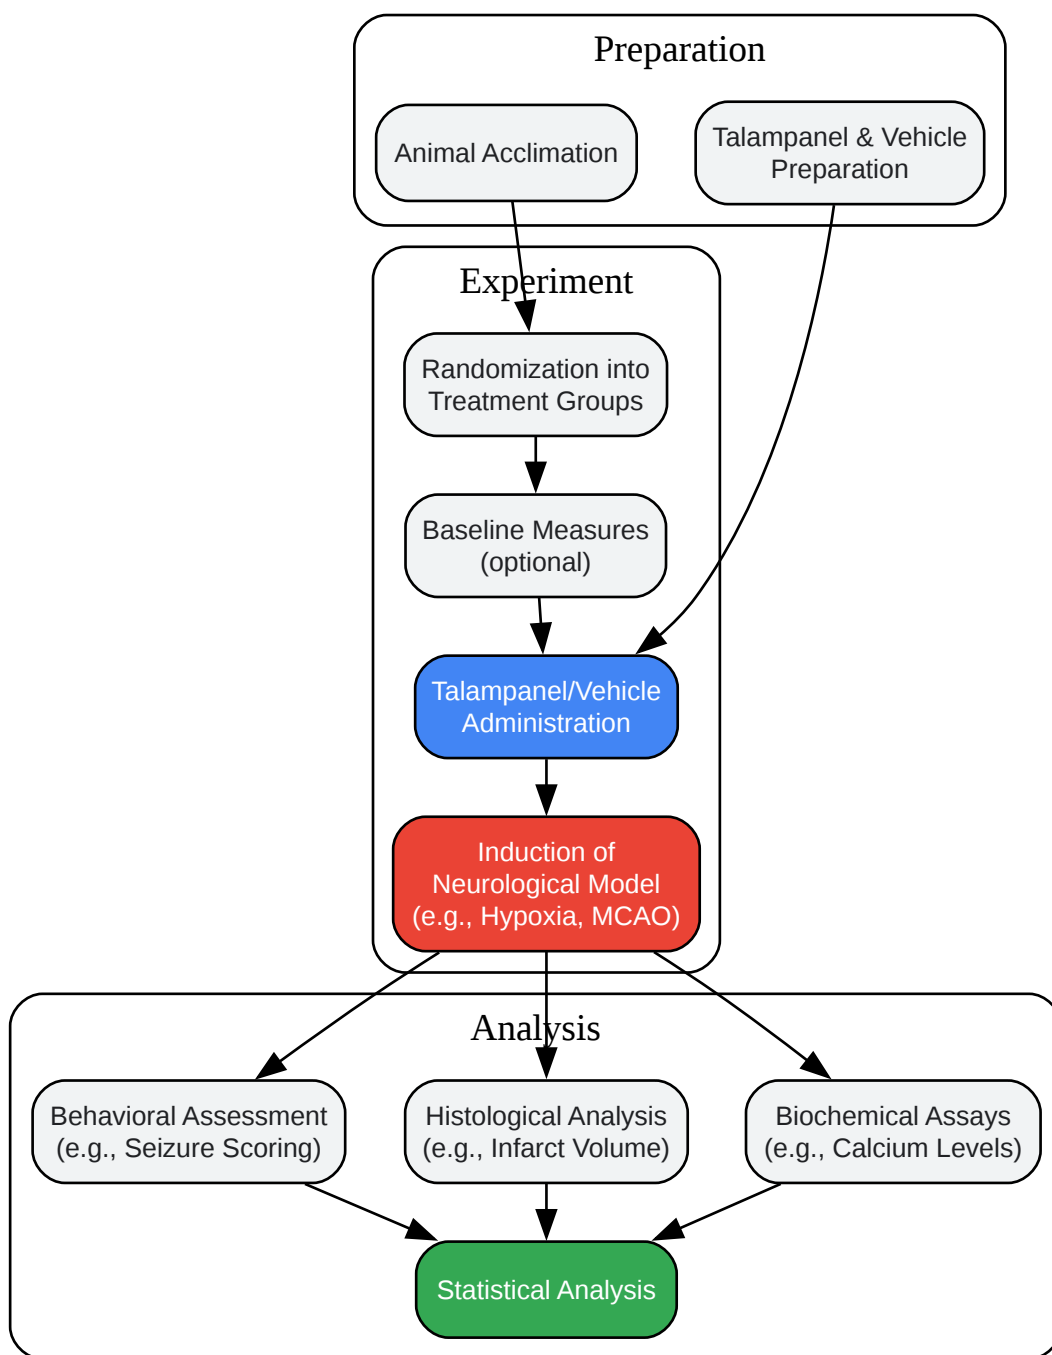 Preparation
Animal Acclimation
Talampanel & Vehicle
Preparation
Experiment
Randomization into
Treatment Groups
Baseline Measures
(optional)
Talampanel/Vehicle
Administration
Induction of
Neurological Model
(e.g., Hypoxia, MCAO)
Analysis
Behavioral Assessment
(e.g., Seizure Scoring)
Histological Analysis
(e.g., Infarct Volume)
Biochemical Assays
(e.g., Calcium Levels)
Statistical Analysis